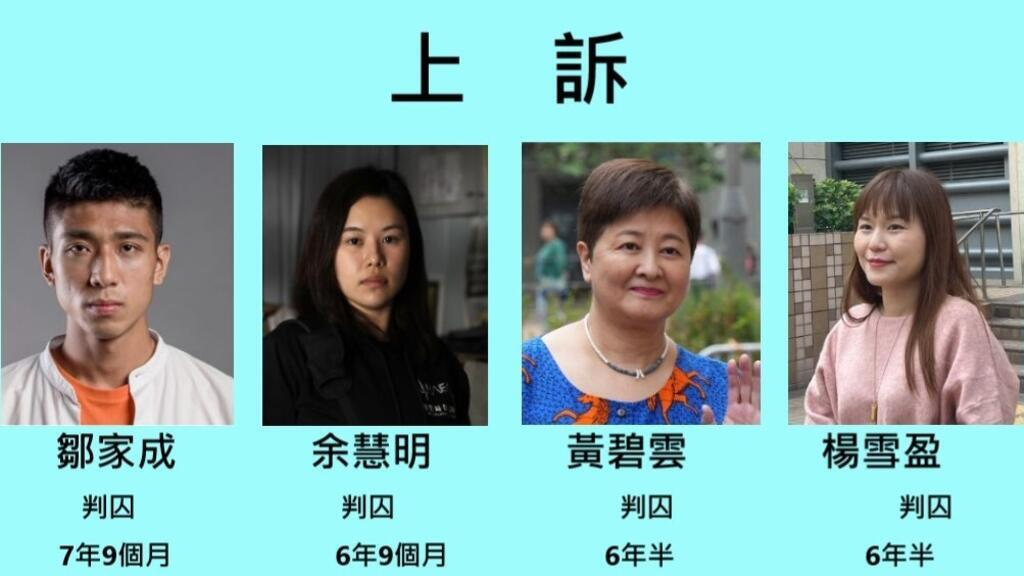 上 訴
鄒家成 余慧明 黃碧雲 楊雪盈
判囚 判囚 判囚 判囚
7年9個月 6年9個月 6年半 6年半